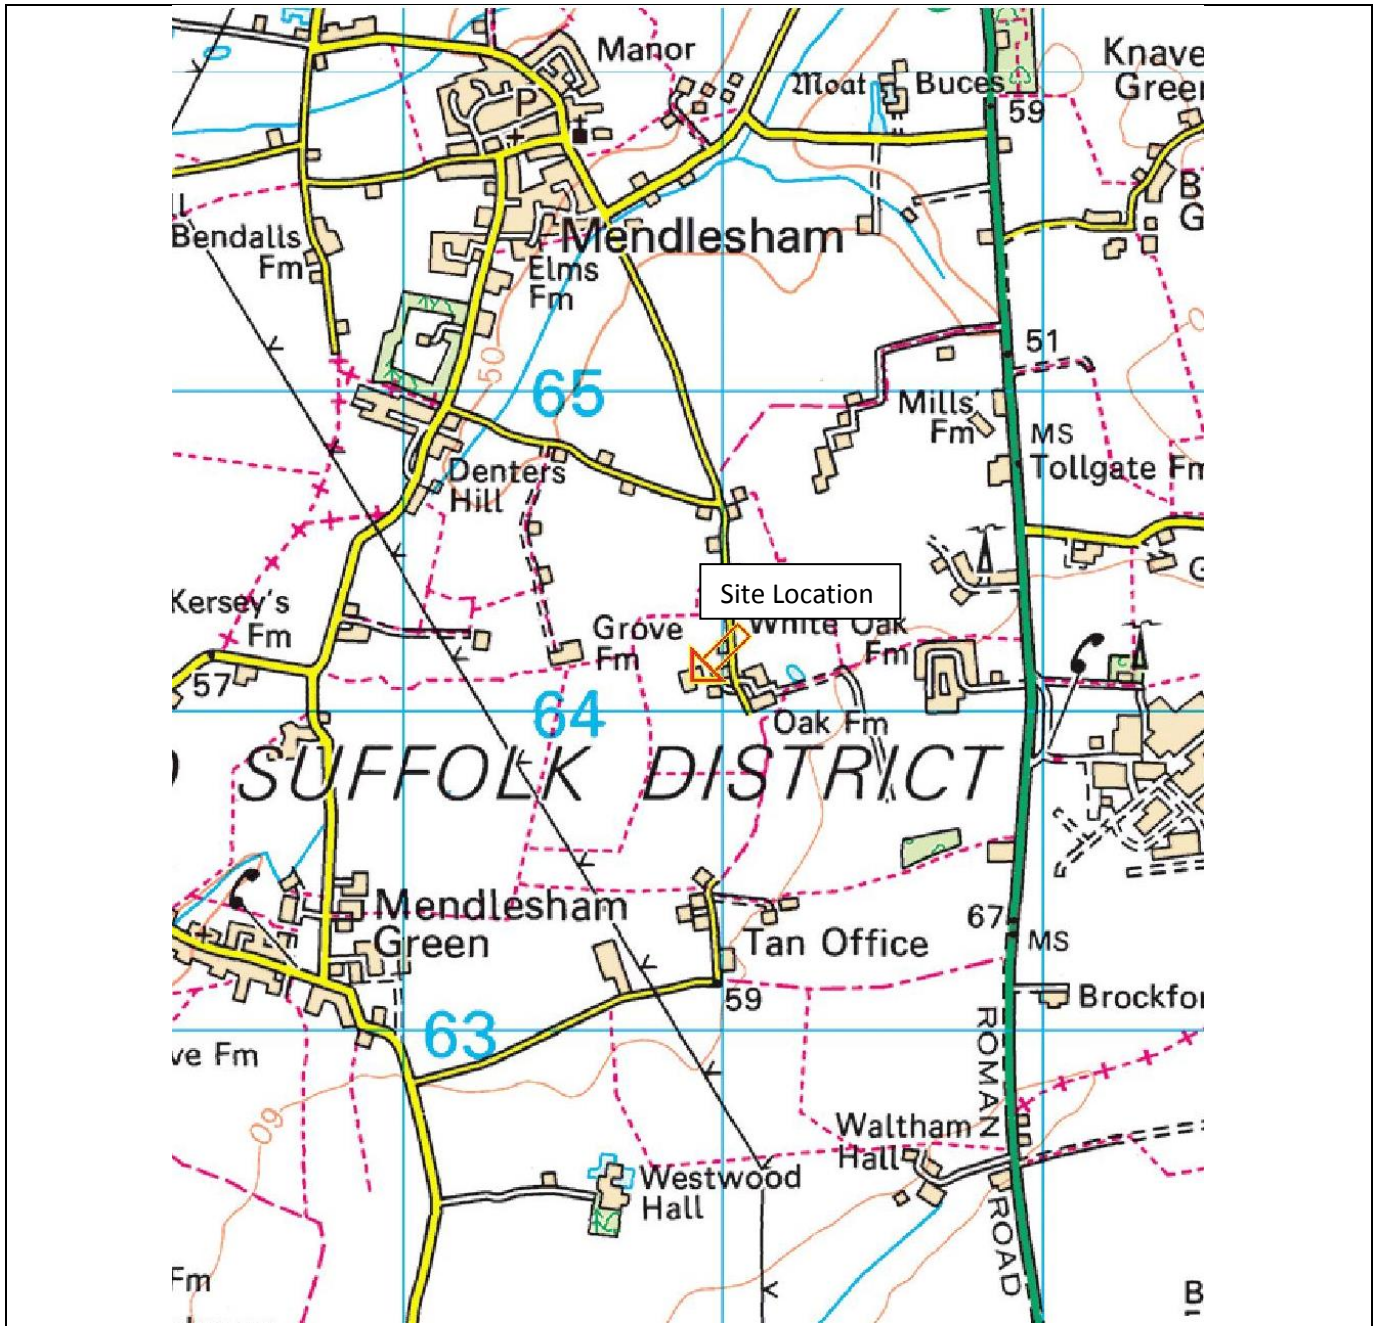 Manor
Knave
Green
Moat
Buces
P
59
B
G
Bendalls
Fm
Mendlesham
Elms
Fm
50
51
65
Mills'
Fm
MS
Tollgate Fm
Denters
Hill
G
Site Location
Kersey's
Fm
Grove
Fm
White Oak
Fm
57
64
Oak Fm
SUFFOLK DISTRICT
Mendlesham
Green
67
MS
Tan Office
59
Brockfor
63
ROMAN
ve Fm
60
Waltham
Hall
Westwood
Hall
ROAD
Fm
B